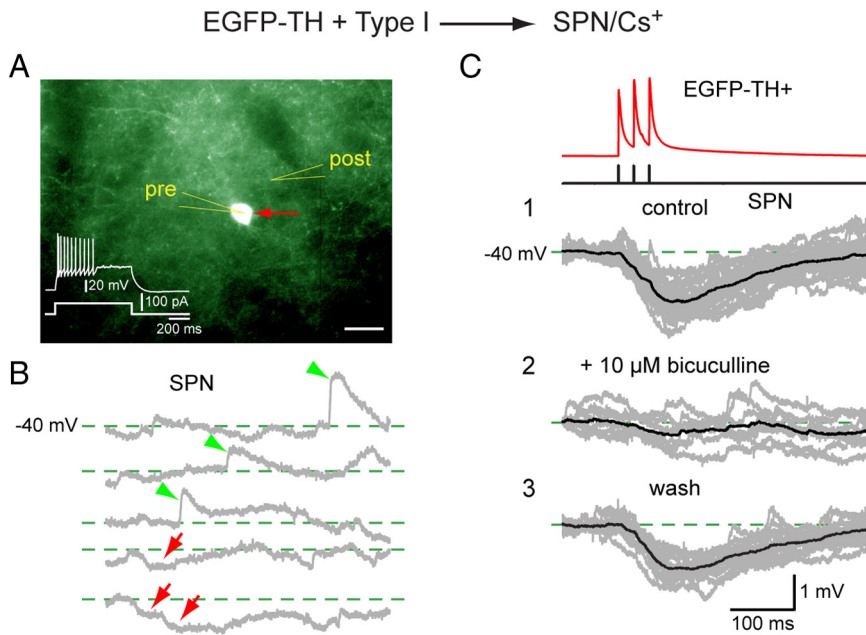 EGFP-TH + Type I SPN/Cs+
A
post
pre
20 mV
100 pA
200 ms
B
SPN
-40 mV
C
EGFP-TH+
1
control
SPN
-40 mV
2
+ 10 µM bicuculline
3
wash
1 mV
100 ms